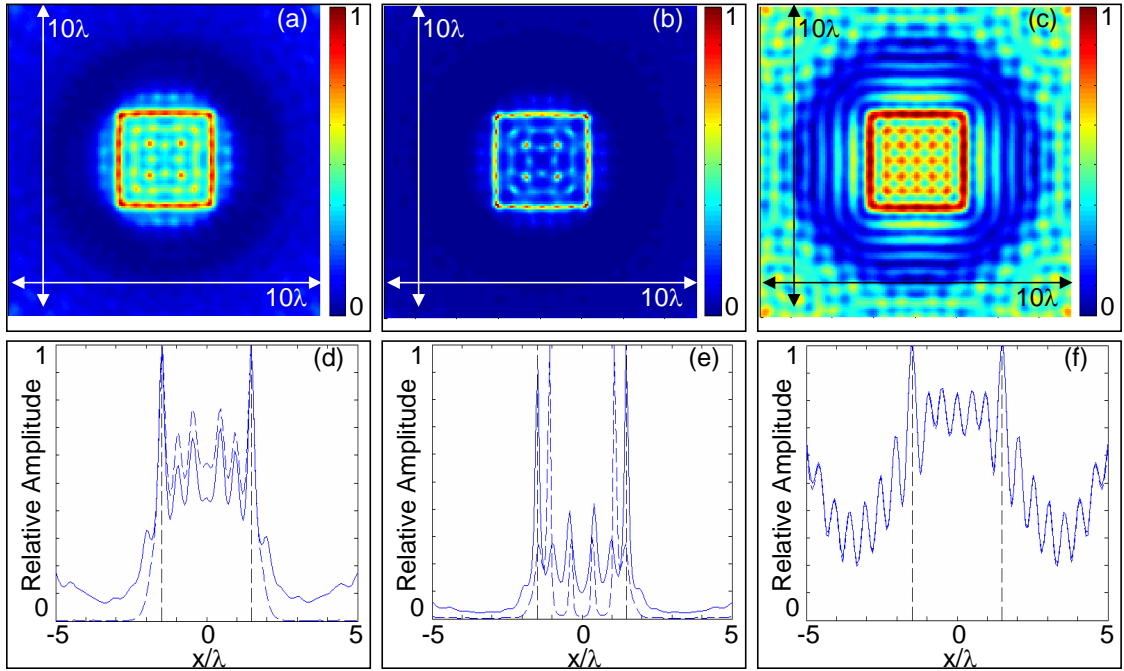 (a)
1
10λ
10λ
0
(b)
1
10λ
10λ
0
(c)
1
10λ
10λ
0
(d)
1
Relative Amplitude
0
-5
0
5
x/λ
(e)
1
Relative Amplitude
0
-5
0
5
x/λ
(f)
1
Relative Amplitude
0
-5
0
5
x/λ